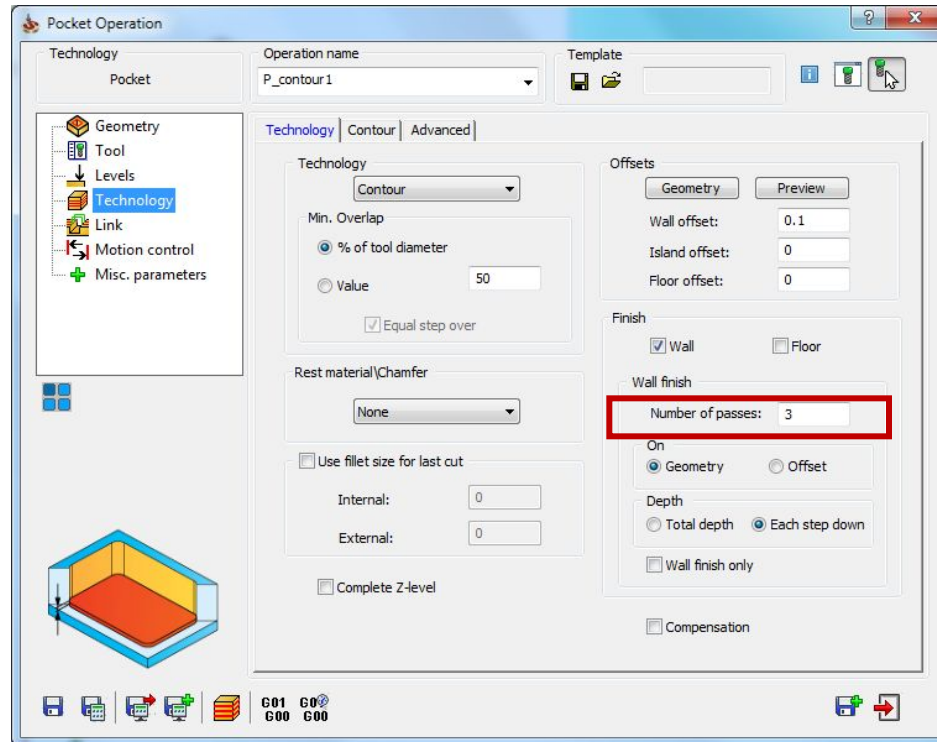 Pocket Operation
Technology
Pocket
Operation name
P_contour1
Template
Geometry
Tool
Levels
Technology
Link
Motion control
Misc. parameters
Technology Contour Advanced
Technology
Contour
Min. Overlap
% of tool diameter
Value
50
Equal step over
Rest material\Chamfer
None
Use fillet size for last cut
Internal: 0
External: 0
Complete Z-level
Offsets
Geometry Preview
Wall offset: 0.1
Island offset: 0
Floor offset: 0
Finish
Wall Floor
Wall finish
Number of passes: 3
On
Geometry Offset
Depth
Total depth Each step down
Wall finish only
Compensation
G01 G0
G00 G00